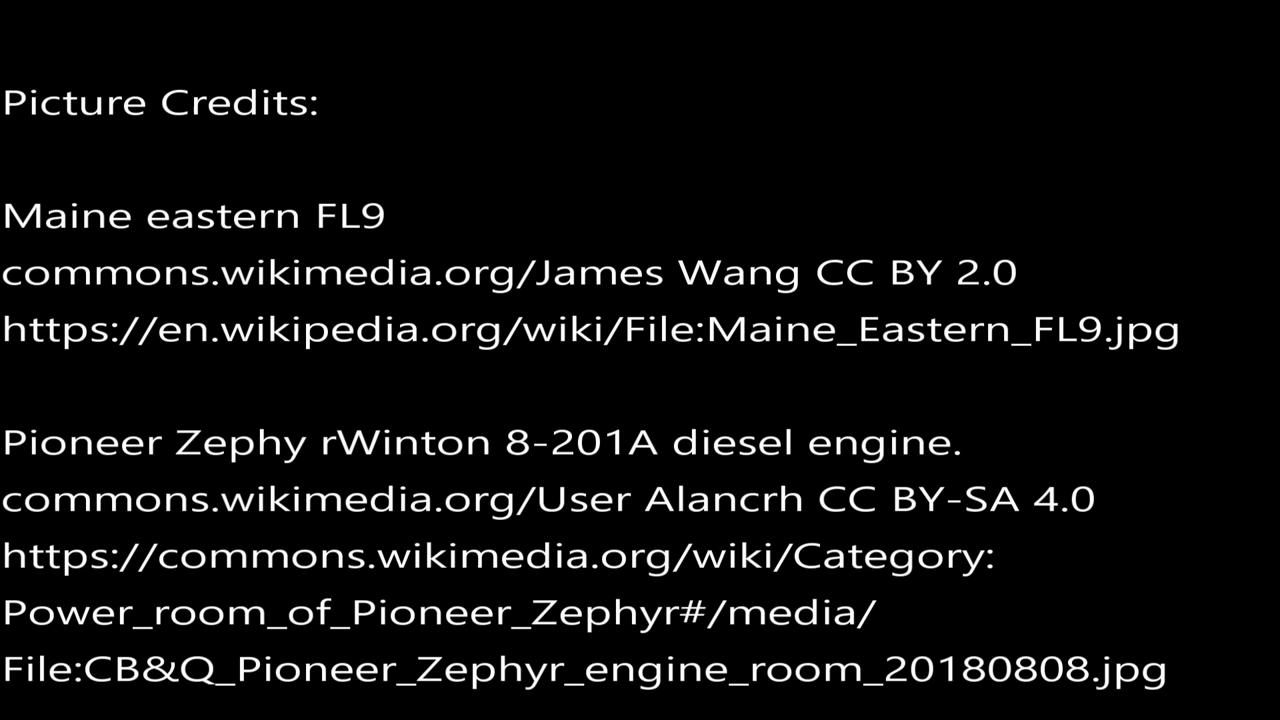 Picture Credits:
Maine eastern FL9
commons.wikimedia.org/James Wang CC BY 2.0
https://en.wikipedia.org/wiki/File:Maine_Eastern_FL9.jpg
Pioneer Zephy rWinton 8-201A diesel engine.
commons.wikimedia.org/User Alancrh CC BY-SA 4.0
https://commons.wikimedia.org/wiki/Category:
Power_room_of_Pioneer_Zephyr#/media/
File:CB&Q_Pioneer_Zephyr_engine_room_20180808.jpg